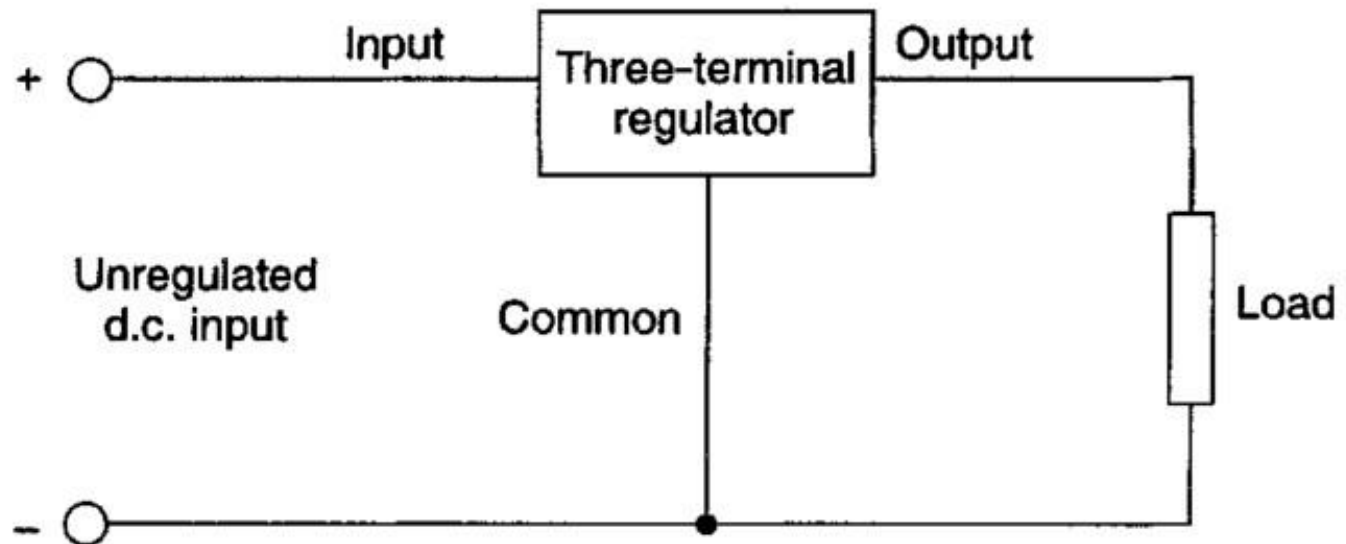 Input
Three-terminal
regulator
Output
+
Unregulated
d.c. input
Common
Load
–